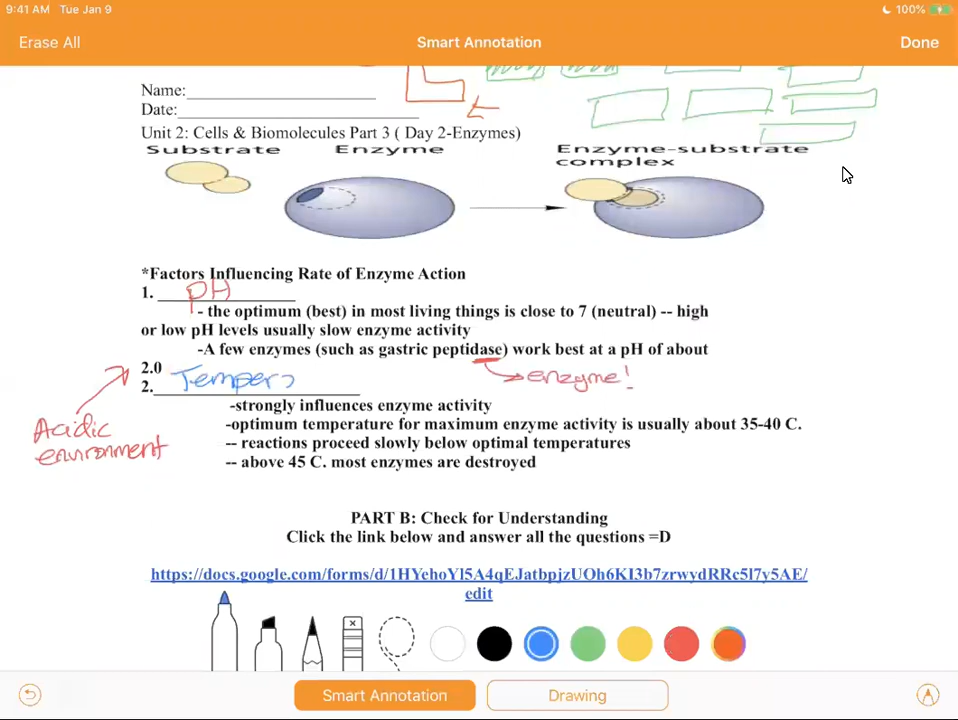 9:41 AM Tue Jan 9
100%
Erase All
Smart Annotation
Done
Name:
Date:
Unit 2: Cells & Biomolecules Part 3 ( Day 2-Enzymes)
Substrate Enzyme Enzyme-substrate
complex
*Factors Influencing Rate of Enzyme Action
1. pH
- the optimum (best) in most living things is close to 7 (neutral) -- high
or low pH levels usually slow enzyme activity
-A few enzymes (such as gastric peptidase) work best at a pH of about
2.0
enzyme!
2. Tempera
Acidic
environment
-strongly influences enzyme activity
-optimum temperature for maximum enzyme activity is usually about 35-40 C.
-- reactions proceed slowly below optimal temperatures
-- above 45 C. most enzymes are destroyed
PART B: Check for Understanding
Click the link below and answer all the questions =D
https://docs.google.com/forms/d/1HYehoYl5A4qEJatbpjzUOh6KI3b7zrwydRRc5l7y5AE/
edit
Smart Annotation
Drawing